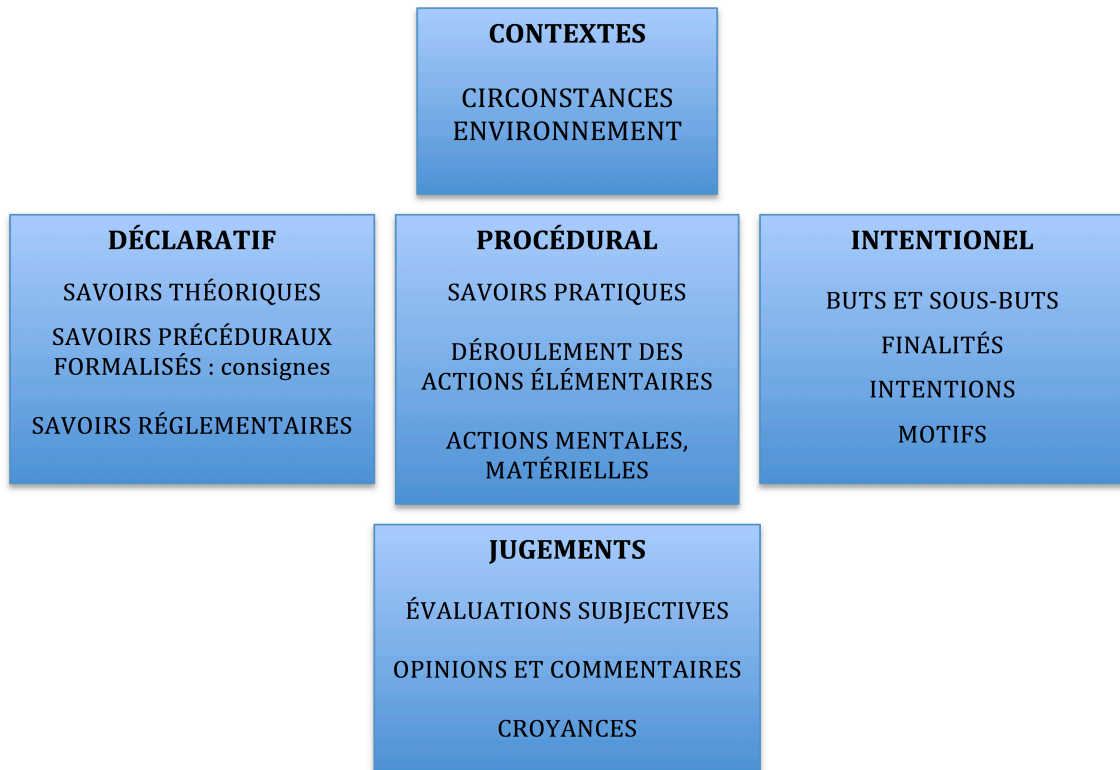 CONTEXTES
CIRCONSTANCES
ENVIRONNEMENT
DÉCLARATIF
SAVOIRS THÉORIQUES
SAVOIRS PRÉCÉDURAUX
FORMALISÉS : consignes
SAVOIRS RÉGLEMENTAIRES
PROCÉDURAL
SAVOIRS PRATIQUES
DÉROULEMENT DES
ACTIONS ÉLÉMENTAIRES
ACTIONS MENTALES,
MATÉRIELLES
INTENTIONEL
BUTS ET SOUS-BUTS
FINALITÉS
INTENTIONS
MOTIFS
JUGEMENTS
ÉVALUATIONS SUBJECTIVES
OPINIONS ET COMMENTAIRES
CROYANCES